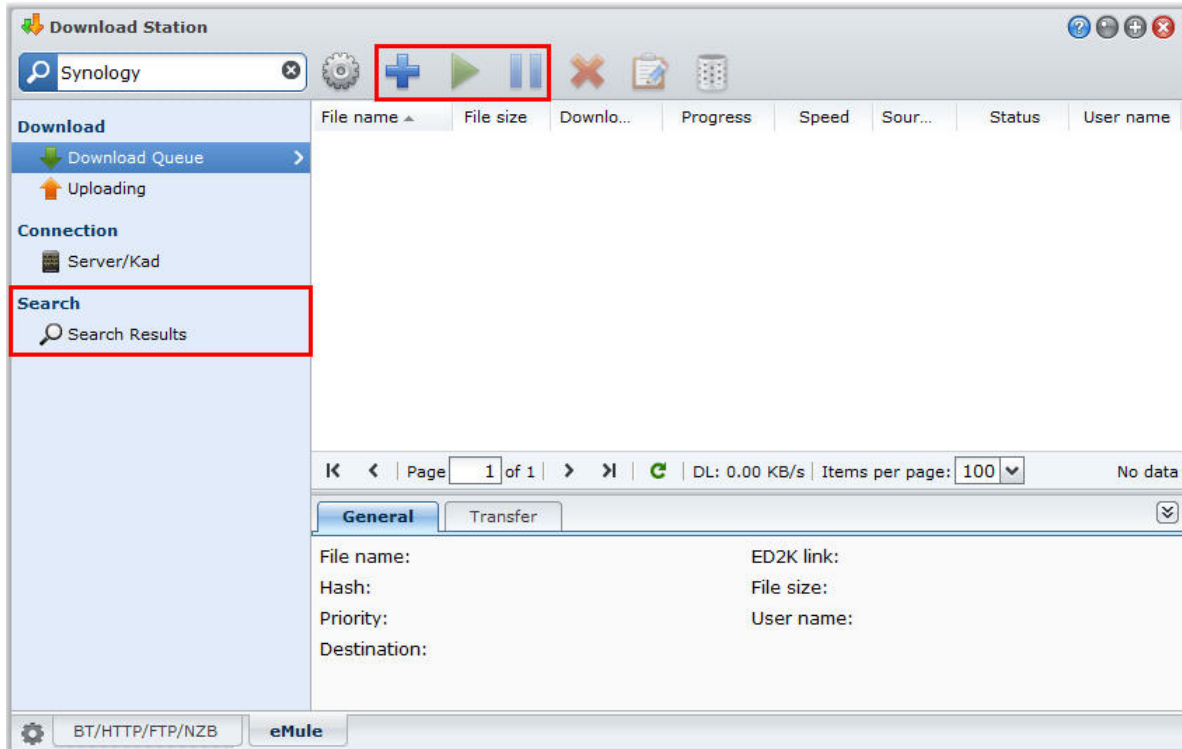 Download Station
Synology
Download
Download Queue
Uploading
Connection
Server/Kad
Search
Search Results
File name File size Downlo... Progress Speed Sour... Status User name
Page 1 of 1 DL: 0.00 KB/s Items per page: 100 No data
General Transfer
File name: ED2K link:
Hash: File size:
Priority: User name:
Destination:
BT/HTTP/FTP/NZB eMule